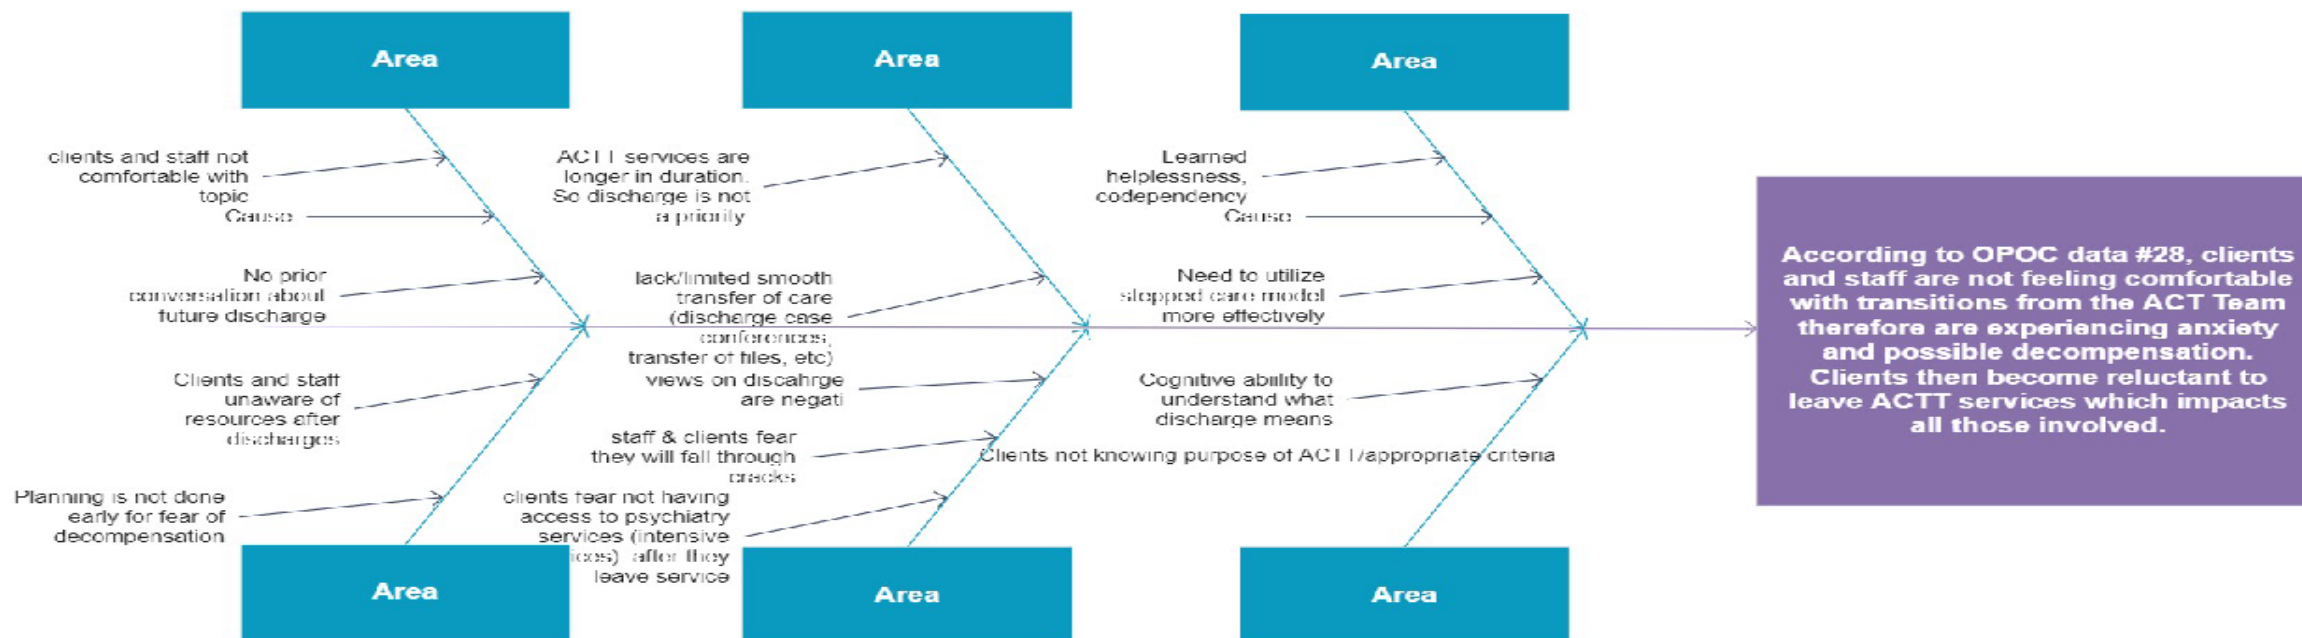 Area
Area
Area
clients and staff not
comfortable with
topic
Cause
No prior
conversation about
future discharge
ACTT services are
longer in duration.
So discharge is not
a priority
lack/limited smooth
transfer of care
(discharge case
conferences,
transfer of files, etc)
Learned
helplessness,
codependency
Cause
Need to utilize
stepped care model
more effectively
According to OPOC data #28, clients
and staff are not feeling comfortable
with transitions from the ACT Team
therefore are experiencing anxiety
and possible decompensation.
Clients then become reluctant to
leave ACTT services which impacts
all those involved.
Clients and staff
unaware of
resources after
discharges
Planning is not done
early for fear of
decompensation
views on discahrge
are negati
staff & clients fear
they will fall through
cracks
clients fear not having
access to psychiatry
services (intensive
ices) after they
leave service
Cognitive ability to
understand what
discharge means
Clients not knowing purpose of ACTT/appropriate criteria
Area
Area
Area